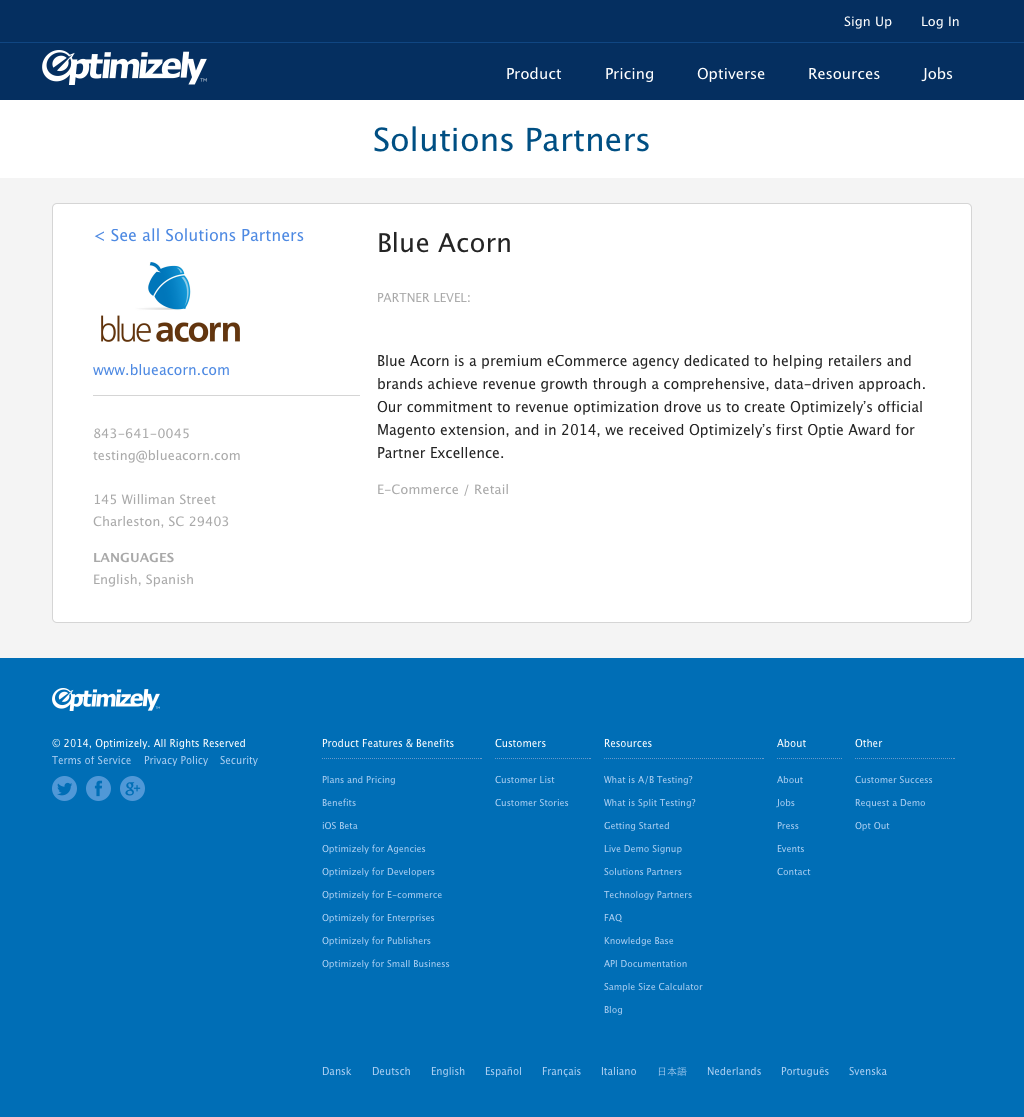 Sign Up Log In
Optimizely™
Product Pricing Optiverse Resources Jobs
Solutions Partners
< See all Solutions Partners
blue acorn
www.blueacorn.com
843-641-0045
testing@blueacorn.com
145 Williman Street
Charleston, SC 29403
LANGUAGES
English, Spanish
Blue Acorn
PARTNER LEVEL:
Blue Acorn is a premium eCommerce agency dedicated to helping retailers and
brands achieve revenue growth through a comprehensive, data-driven approach.
Our commitment to revenue optimization drove us to create Optimizely's official
Magento extension, and in 2014, we received Optimizely's first Optie Award for
Partner Excellence.
E-Commerce / Retail
Optimizely™
© 2014, Optimizely. All Rights Reserved
Terms of Service Privacy Policy Security
Product Features & Benefits
Plans and Pricing
Benefits
iOS Beta
Optimizely for Agencies
Optimizely for Developers
Optimizely for E-commerce
Optimizely for Enterprises
Optimizely for Publishers
Optimizely for Small Business
Customers
Customer List
Customer Stories
Resources
What is A/B Testing?
What is Split Testing?
Getting Started
Live Demo Signup
Solutions Partners
Technology Partners
FAQ
Knowledge Base
API Documentation
Sample Size Calculator
Blog
About
About
Jobs
Press
Events
Contact
Other
Customer Success
Request a Demo
Opt Out
Dansk Deutsch English Español Français Italiano 日本語 Nederlands Português Svenska